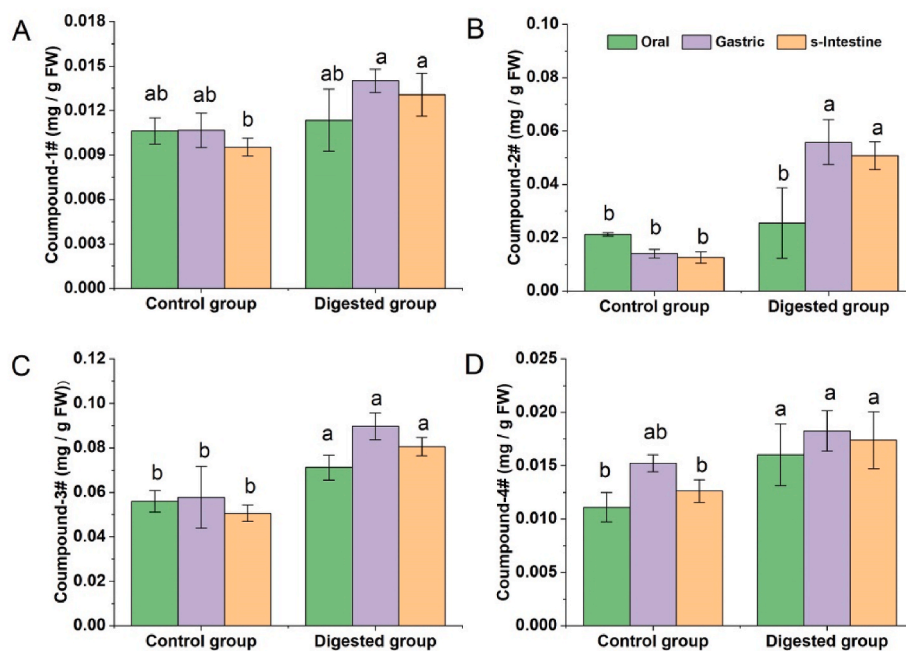 A
Coumpound-1# (mg / g FW)
0.018
0.015
0.012
0.009
0.006
0.003
0.000
ab ab b ab a a
Control group Digested group
B
Coumpound-2# (mg / g FW)
0.10
0.08
0.06
0.04
0.02
0.00
Oral Gastric s-Intestine
b b b b a a
Control group Digested group
C
Coumpound-3# (mg / g FW))
0.12
0.10
0.08
0.06
0.04
0.02
0.00
b b b a a a
Control group Digested group
D
Coumpound-4# (mg / g FW)
0.025
0.020
0.015
0.010
0.005
0.000
b ab b a a a
Control group Digested group